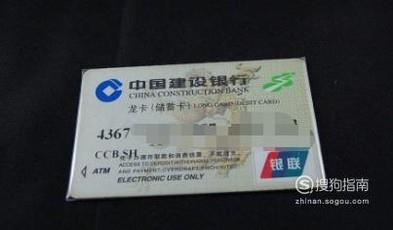 中国建设银行
CHINA CONSTRUCTION BANK
龙卡(储蓄卡) LONG CARD (DEBIT CARD)
4367
CCB SH
ATM
ELECTRONIC USE ONLY
银联
搜狗指南
zhinan.sogou.com